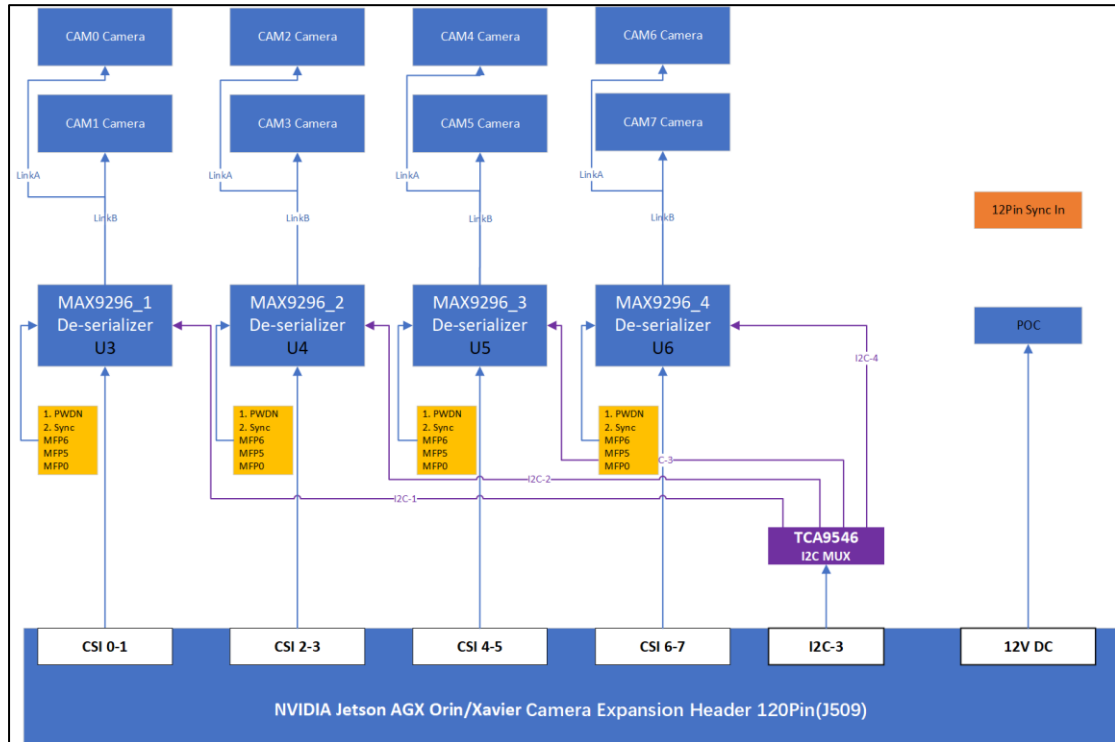 CAM0 Camera
CAM2 Camera
CAM4 Camera
CAM6 Camera
CAM1 Camera
CAM3 Camera
CAM5 Camera
CAM7 Camera
LinkA
LinkA
LinkA
LinkA
LinkB
LinkB
LinkB
LinkB
12Pin Sync In
MAX9296_1
De-serializer
U3
MAX9296_2
De-serializer
U4
MAX9296_3
De-serializer
U5
MAX9296_4
De-serializer
U6
POC
I2C-4
1. PWDN
2. Sync
MFP6
MFP5
MFP0
1. PWDN
2. Sync
MFP6
MFP5
MFP0
1. PWDN
2. Sync
MFP6
MFP5
MFP0
1. PWDN
2. Sync
MFP6
MFP5
MFP0
C-3
I2C-2
I2C-1
TCA9546
I2C MUX
CSI 0-1
CSI 2-3
CSI 4-5
CSI 6-7
I2C-3
12V DC
NVIDIA Jetson AGX Orin/Xavier Camera Expansion Header 120Pin(J509)